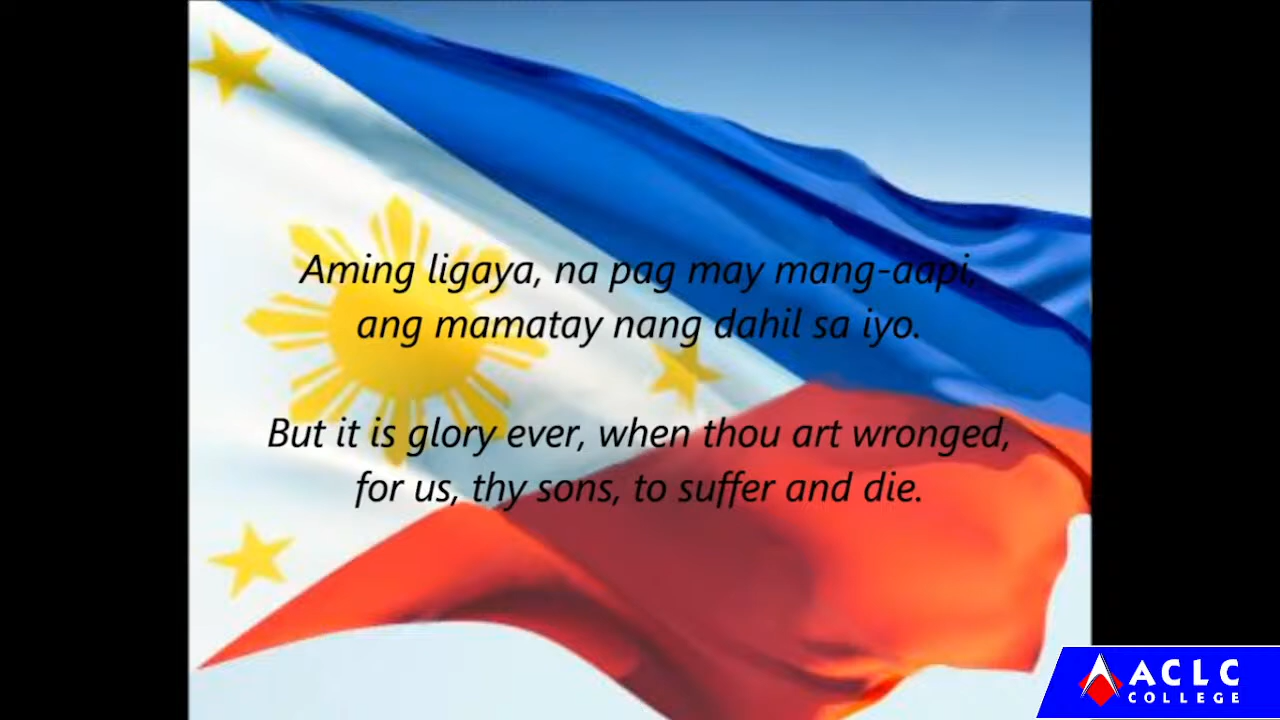 Aming ligaya, na pag may mang-aapi,
ang mamatay nang dahil sa iyo.
But it is glory ever, when thou art wronged,
for us, thy sons, to suffer and die.
ACLC
COLLEGE